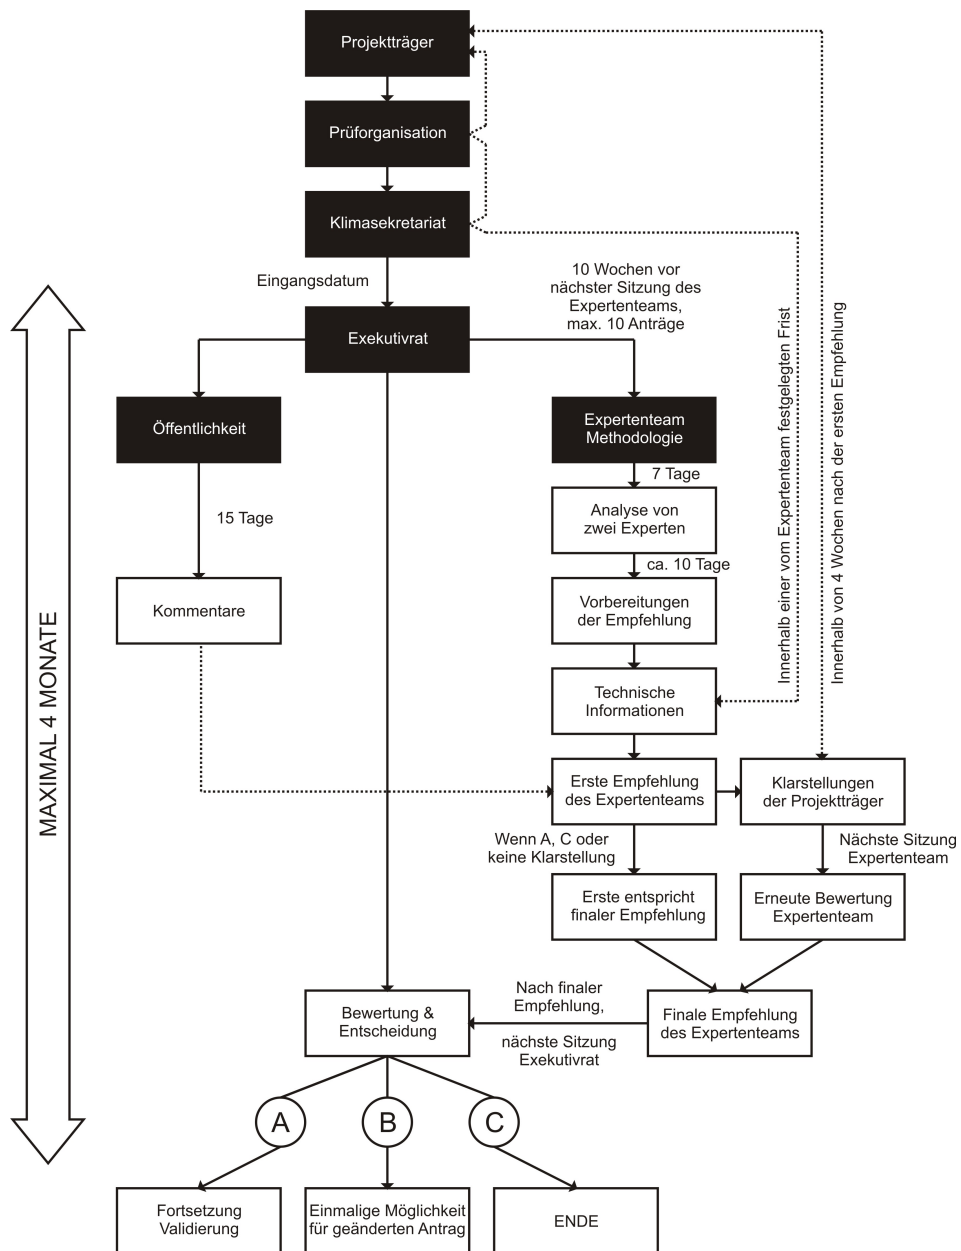 Projektträger
Prüforganisation
Klimasekretariat
Eingangsdatum
10 Wochen vor
nächster Sitzung des
Expertenteams,
max. 10 Anträge
Exekutivrat
Öffentlichkeit
Expertenteam
Methodologie
7 Tage
15 Tage
Analyse von
zwei Experten
ca. 10 Tage
Kommentare
Vorbereitungen
der Empfehlung
Technische
Informationen
Innerhalb einer vom Expertenteam festgelegten Frist
Innerhalb von 4 Wochen nach der ersten Empfehlung
MAXIMAL 4 MONATE
Erste Empfehlung
des Expertenteams
Klarstellungen
der Projektträger
Wenn A, C oder
keine Klarstellung
Nächste Sitzung
Expertenteam
Erste entspricht
finaler Empfehlung
Erneute Bewertung
Expertenteam
Nach finaler
Empfehlung,
nächste Sitzung
Exekutivrat
Bewertung &
Entscheidung
Finale Empfehlung
des Expertenteams
A
B
C
Fortsetzung
Validierung
Einmalige Möglichkeit
für geänderten Antrag
ENDE